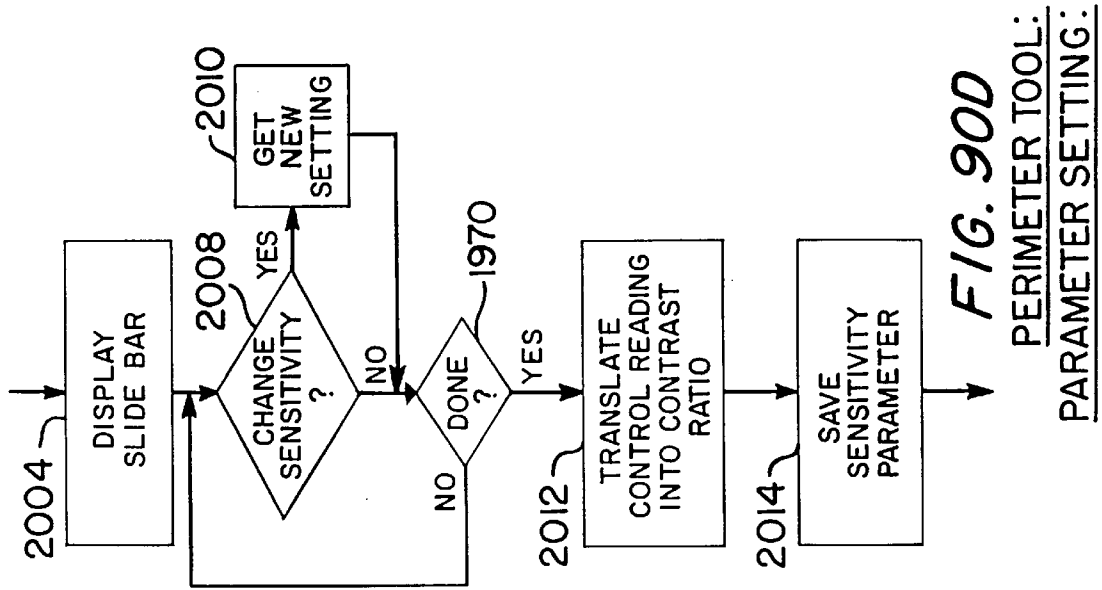 2004
DISPLAY
SLIDE BAR
2008
CHANGE
SENSITIVITY
?
YES
2010
GET
NEW
SETTING
NO
1970
DONE
?
NO
YES
2012
TRANSLATE
CONTROL READING
INTO CONTRAST
RATIO
2014
SAVE
SENSITIVITY
PARAMETER
FIG. 90D
PERIMETER TOOL:
PARAMETER SETTING: